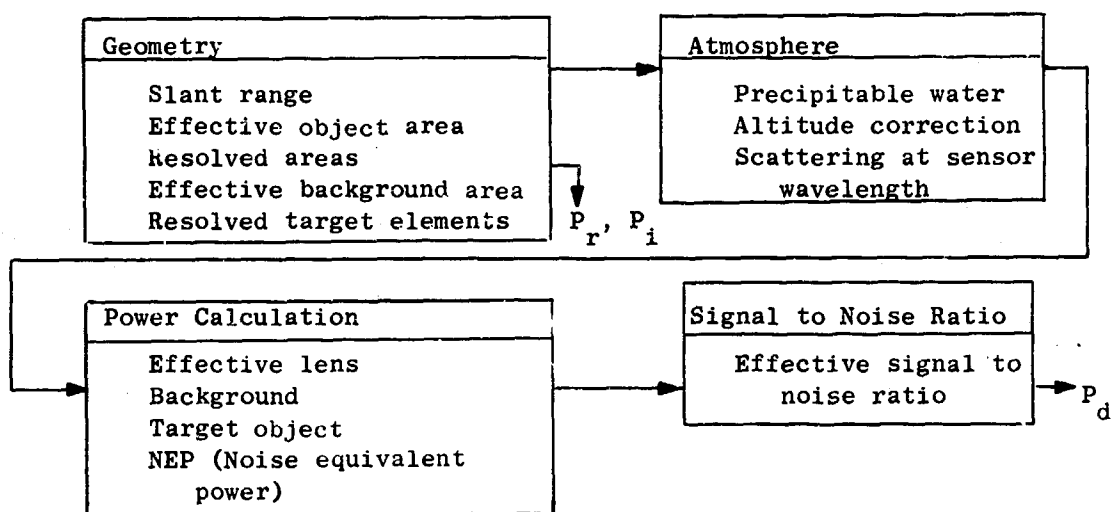 Geometry
Slant range
Effective object area
Resolved areas
Effective background area
Resolved target elements
P_r, P_i
Atmosphere
Precipitable water
Altitude correction
Scattering at sensor
wavelength
Power Calculation
Effective lens
Background
Target object
NEP (Noise equivalent
power)
Signal to Noise Ratio
Effective signal to
noise ratio
P_d